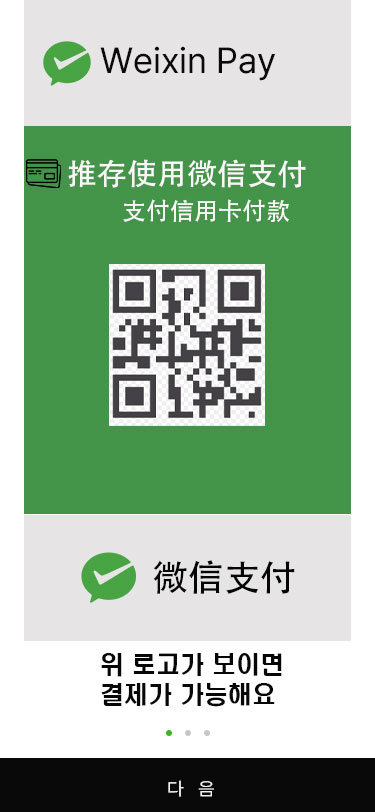 Weixin Pay
推存使用微信支付
支付信用卡付款
微信支付
위 로고가 보이면
결제가 가능해요
다 음